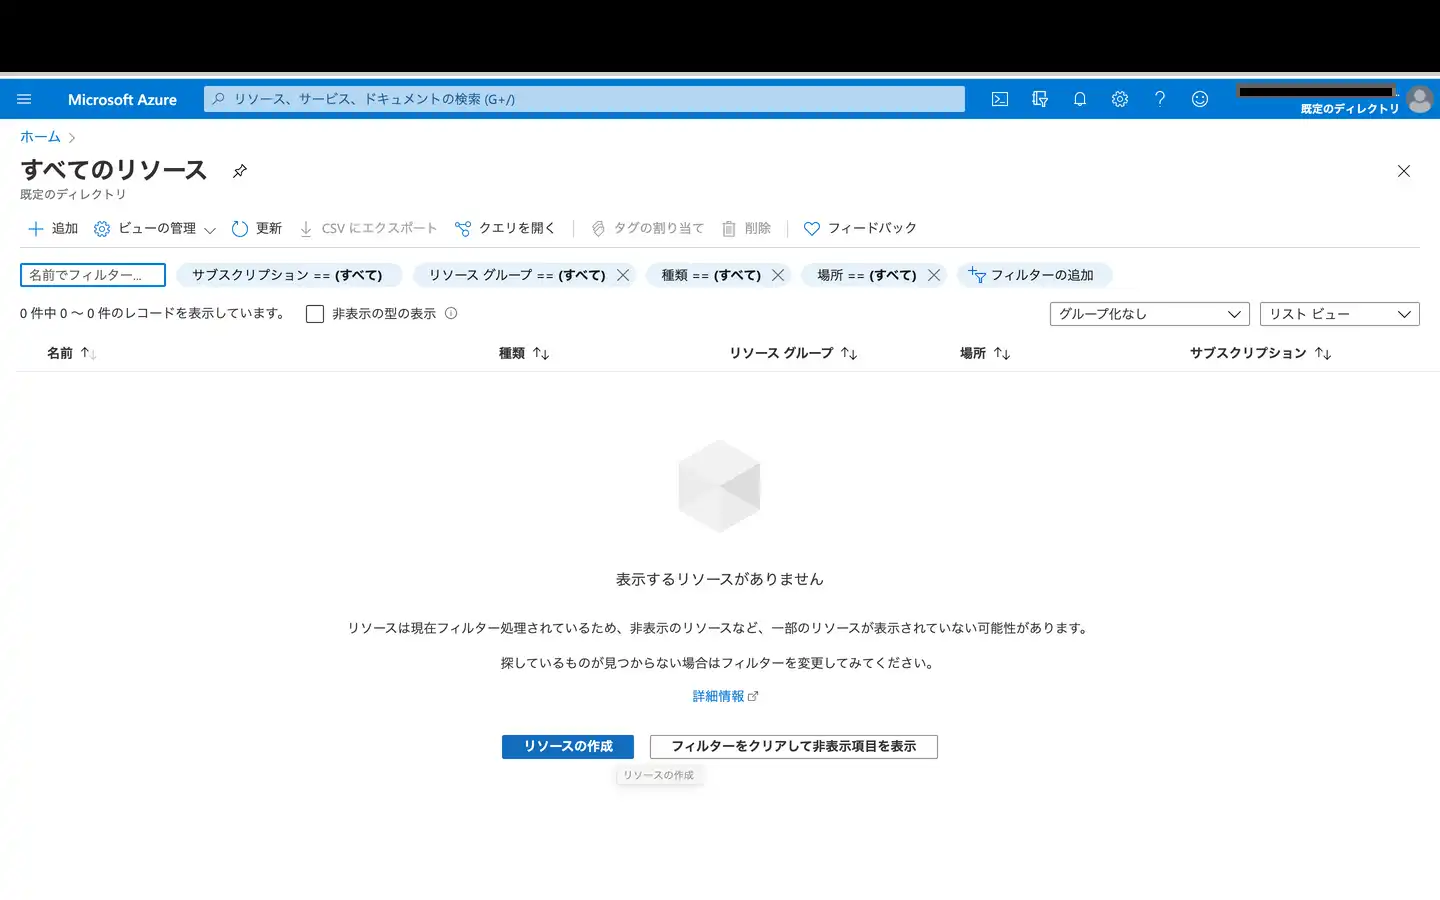 Microsoft Azure
リソース、サービス、ドキュメントの検索 (G+/)
既定のディレクトリ
ホーム
すべてのリソース
既定のディレクトリ
追加 ビューの管理 更新 CSV にエクスポート クエリを開く タグの割り当て 削除 フィードバック
名前でフィルター... サブスクリプション == (すべて) リソース グループ == (すべて) 種類 == (すべて) 場所 == (すべて) フィルターの追加
0 件中 0 ～ 0 件のレコードを表示しています。 非表示の型の表示 グループ化なし リスト ビュー
名前 種類 リソース グループ 場所 サブスクリプション
表示するリソースがありません
リソースは現在フィルター処理されているため、非表示のリソースなど、一部のリソースが表示されていない可能性があります。
探しているものが見つからない場合はフィルターを変更してみてください。
詳細情報
リソースの作成 フィルターをクリアして非表示項目を表示
リソースの作成